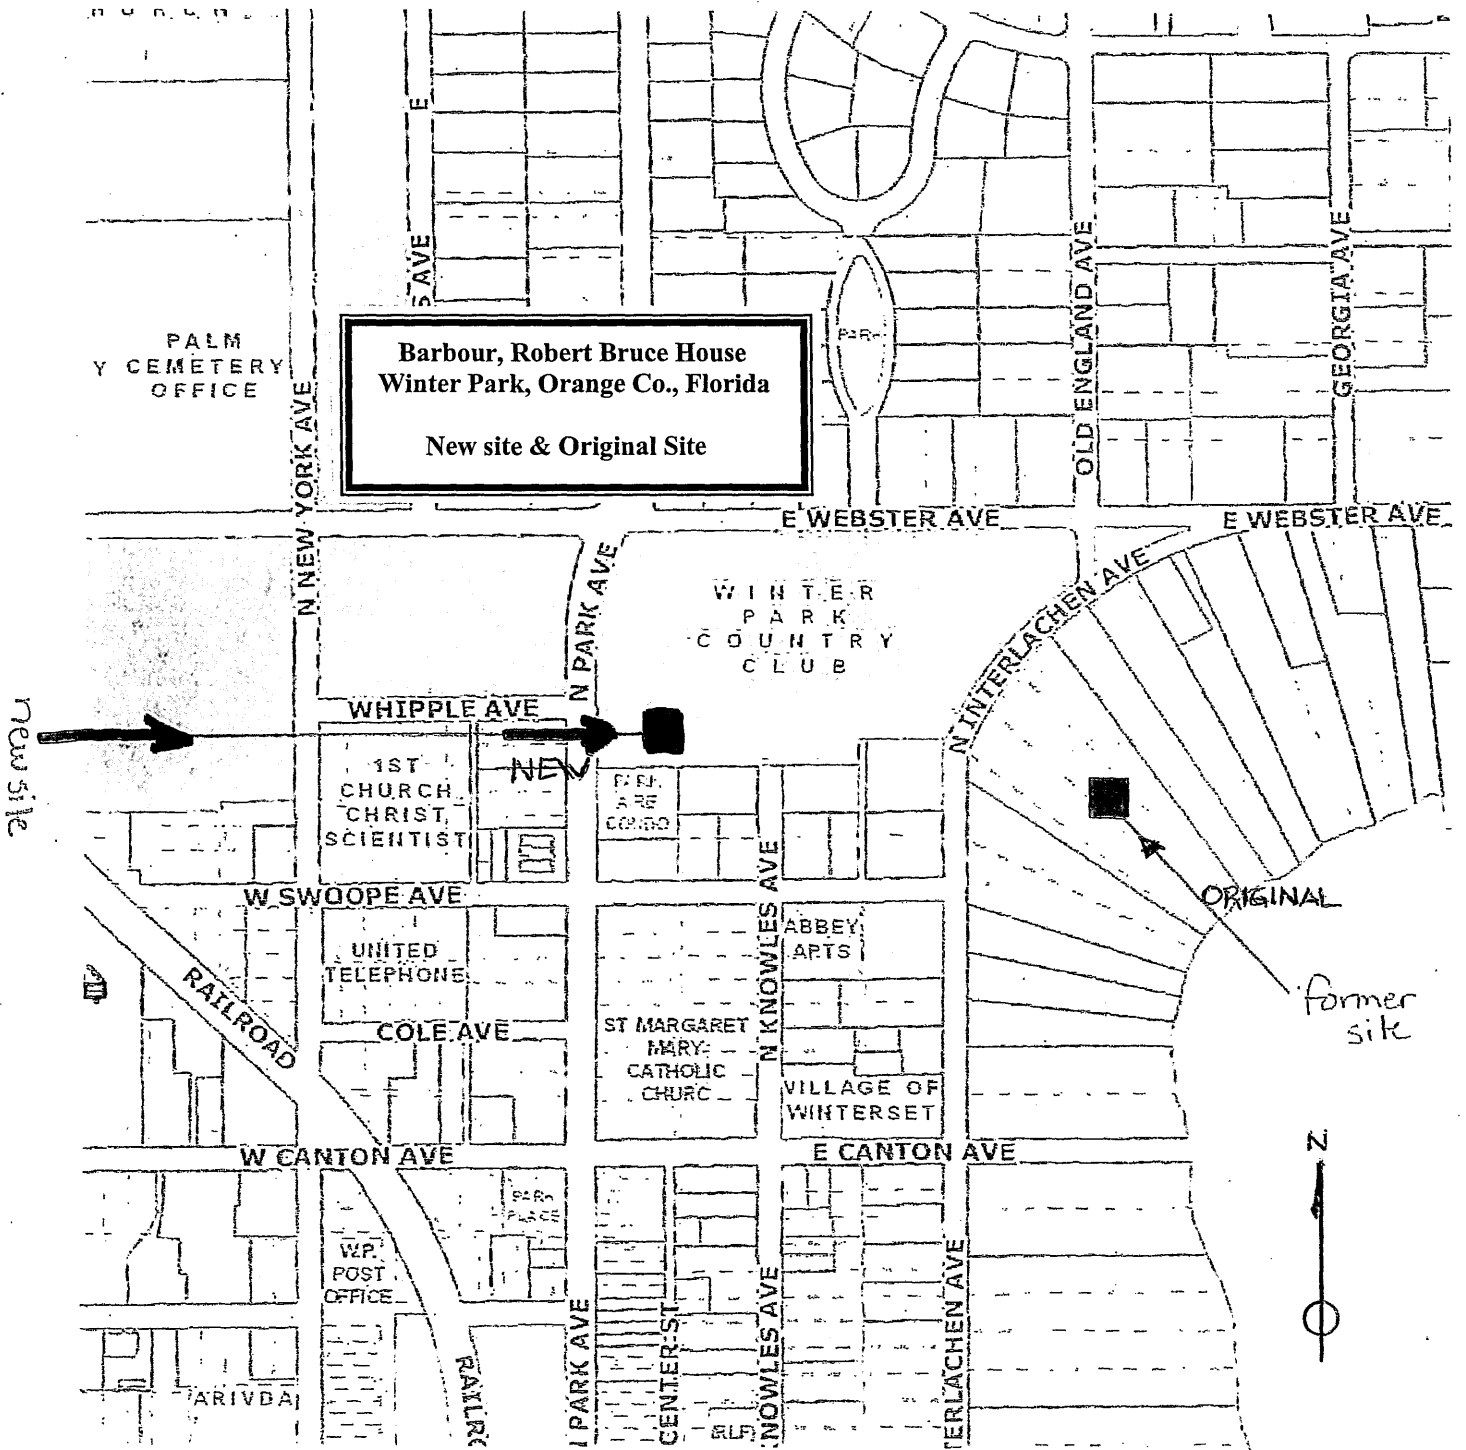 E
S AVE
PALM
Y CEMETERY
OFFICE
N NEW YORK AVE
Barbour, Robert Bruce House
Winter Park, Orange Co., Florida
New site & Original Site
PARK
OLD ENGLAND AVE
GEORGIA AVE
E WEBSTER AVE
E WEBSTER AVE
N PARK AVE
WINTER
PARK
COUNTRY
CLUB
N INTERLACHEN AVE
WHIPPLE AVE
new site
NEW
1ST
CHURCH
CHRIST,
SCIENTIST
PARK
AIRE
CONDO
W SWOOPE AVE
N KNOWLES AVE
ORIGINAL
former
site
UNITED
TELEPHONE
ABBEY
ARTS
RAILROAD
COLE AVE
ST MARGARET
MARY
CATHOLIC
CHURC
VILLAGE OF
WINTERSET
W CANTON AVE
E CANTON AVE
N
PARK
PLACE
W.P.
POST
OFFICE
N PARK AVE
CENTER ST
KNOWLES AVE
TERLACHEN AVE
RAILRO
ARIVDA